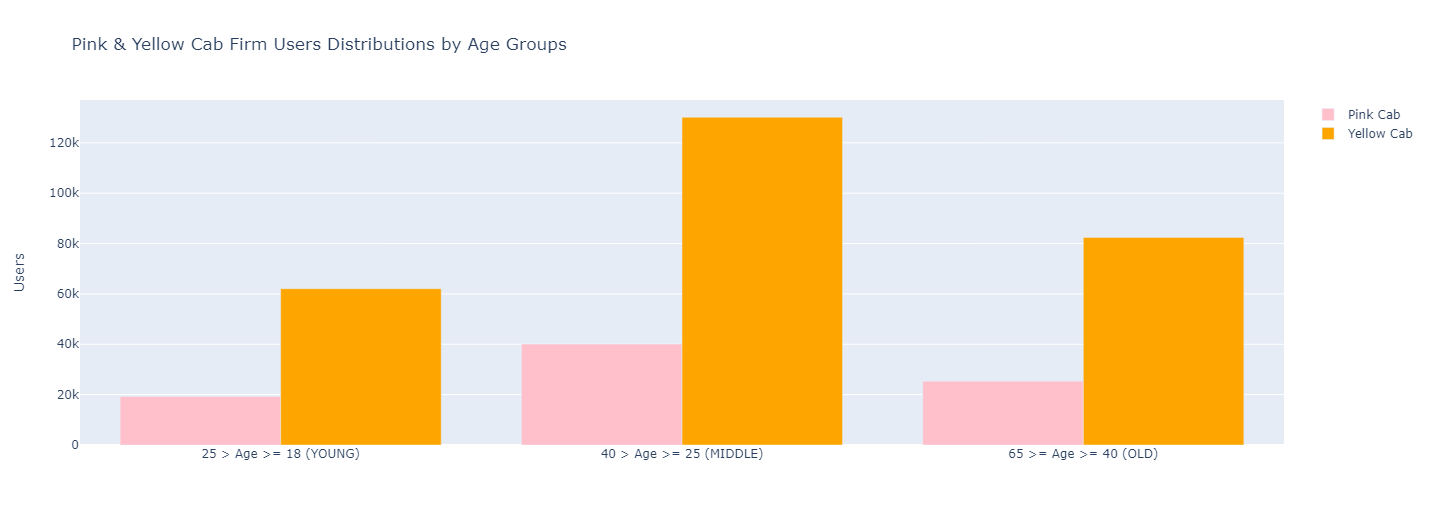 Pink & Yellow Cab Firm Users Distributions by Age Groups
Pink Cab
Yellow Cab
Users
120k
100k
80k
60k
40k
20k
0
25 > Age >= 18 (YOUNG)
40 > Age >= 25 (MIDDLE)
65 >= Age >= 40 (OLD)